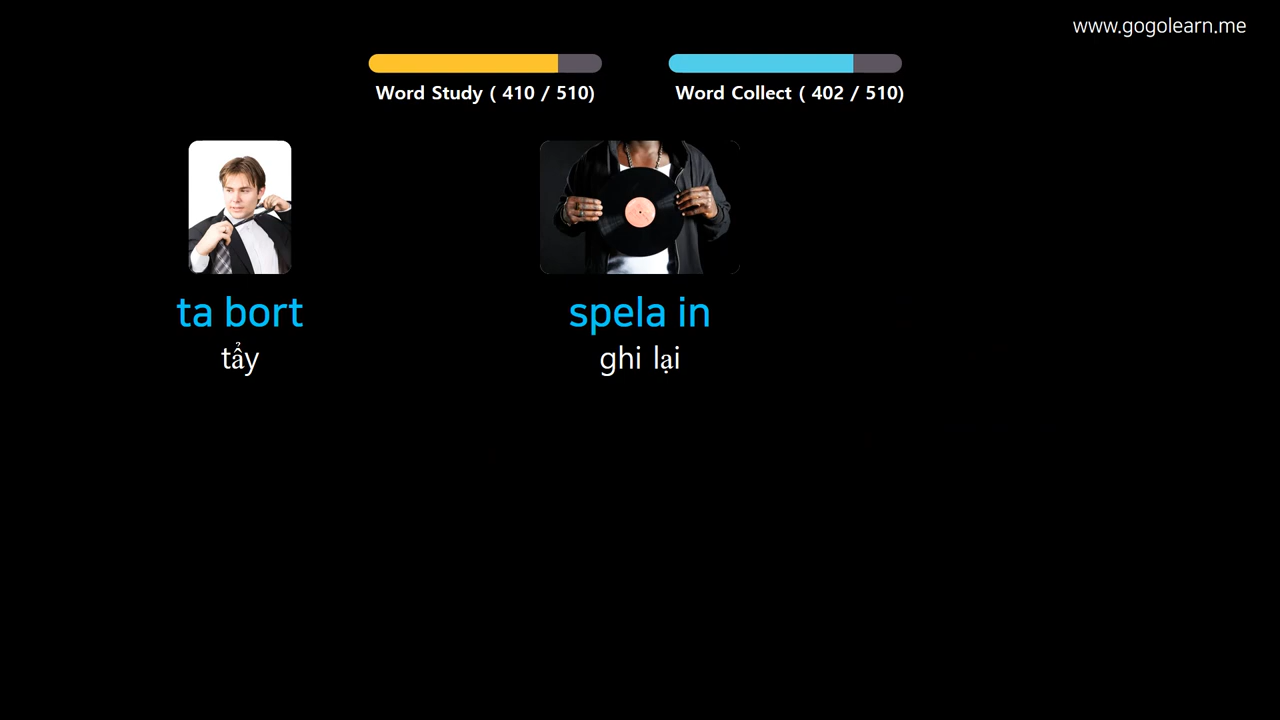 www.gogolearn.me
Word Study ( 410 / 510)
Word Collect ( 402 / 510)
ta bort
tẩy
spela in
ghi lại